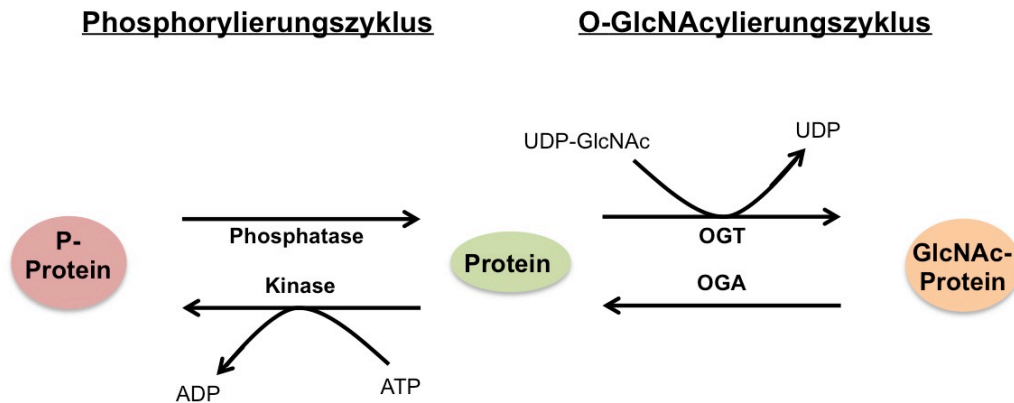 Phosphorylierungszyklus
O-GlcNAcylierungszyklus
UDP-GlcNAc
UDP
P-
Protein
Phosphatase
Kinase
ADP
ATP
Protein
OGT
OGA
GlcNAc-
Protein